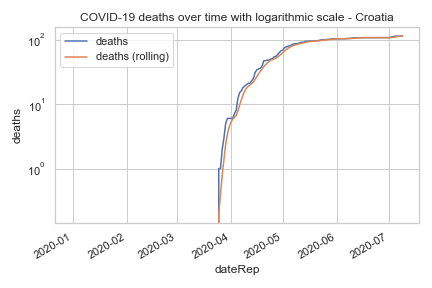 COVID-19 deaths over time with logarithmic scale - Croatia
deaths
deaths (rolling)
10²
10¹
10⁰
deaths
2020-01
2020-02
2020-03
2020-04
2020-05
2020-06
2020-07
dateRep